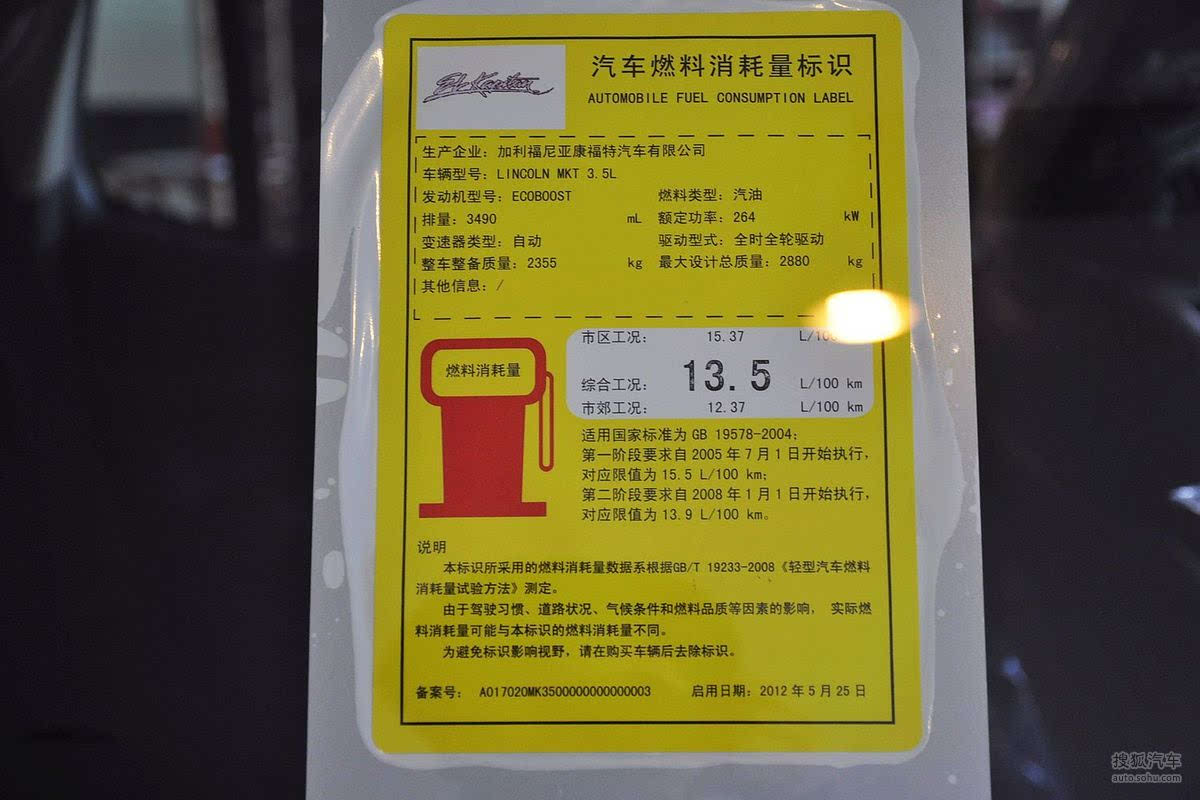 汽车燃料消耗量标识
AUTOMOBILE FUEL CONSUMPTION LABEL
生产企业：加利福尼亚康福特汽车有限公司
车辆型号：LINCOLN MKT 3.5L
发动机型号：ECOBOOST 燃料类型：汽油
排量：3490 mL 额定功率：264 kW
变速器类型：自动 驱动型式：全时全轮驱动
整车整备质量：2355 kg 最大设计总质量：2880 kg
其他信息：/
燃料消耗量
市区工况： 15.37 L/100
综合工况： 13.5 L/100 km
市郊工况： 12.37 L/100 km
适用国家标准为 GB 19578-2004；
第一阶段要求自 2005 年 7 月 1 日开始执行，
对应限值为 15.5 L/100 km；
第二阶段要求自 2008 年 1 月 1 日开始执行，
对应限值为 13.9 L/100 km。
说明
本标识所采用的燃料消耗量数据系根据GB/T 19233-2008《轻型汽车燃料
消耗量试验方法》测定。
由于驾驶习惯、道路状况、气候条件和燃料品质等因素的影响， 实际燃
料消耗量可能与本标识的燃料消耗量不同。
为避免标识影响视野，请在购买车辆后去除标识。
备案号： A017020MK3500000000000003 启用日期：2012 年 5 月 25 日
搜狐汽车
auto.sohu.com